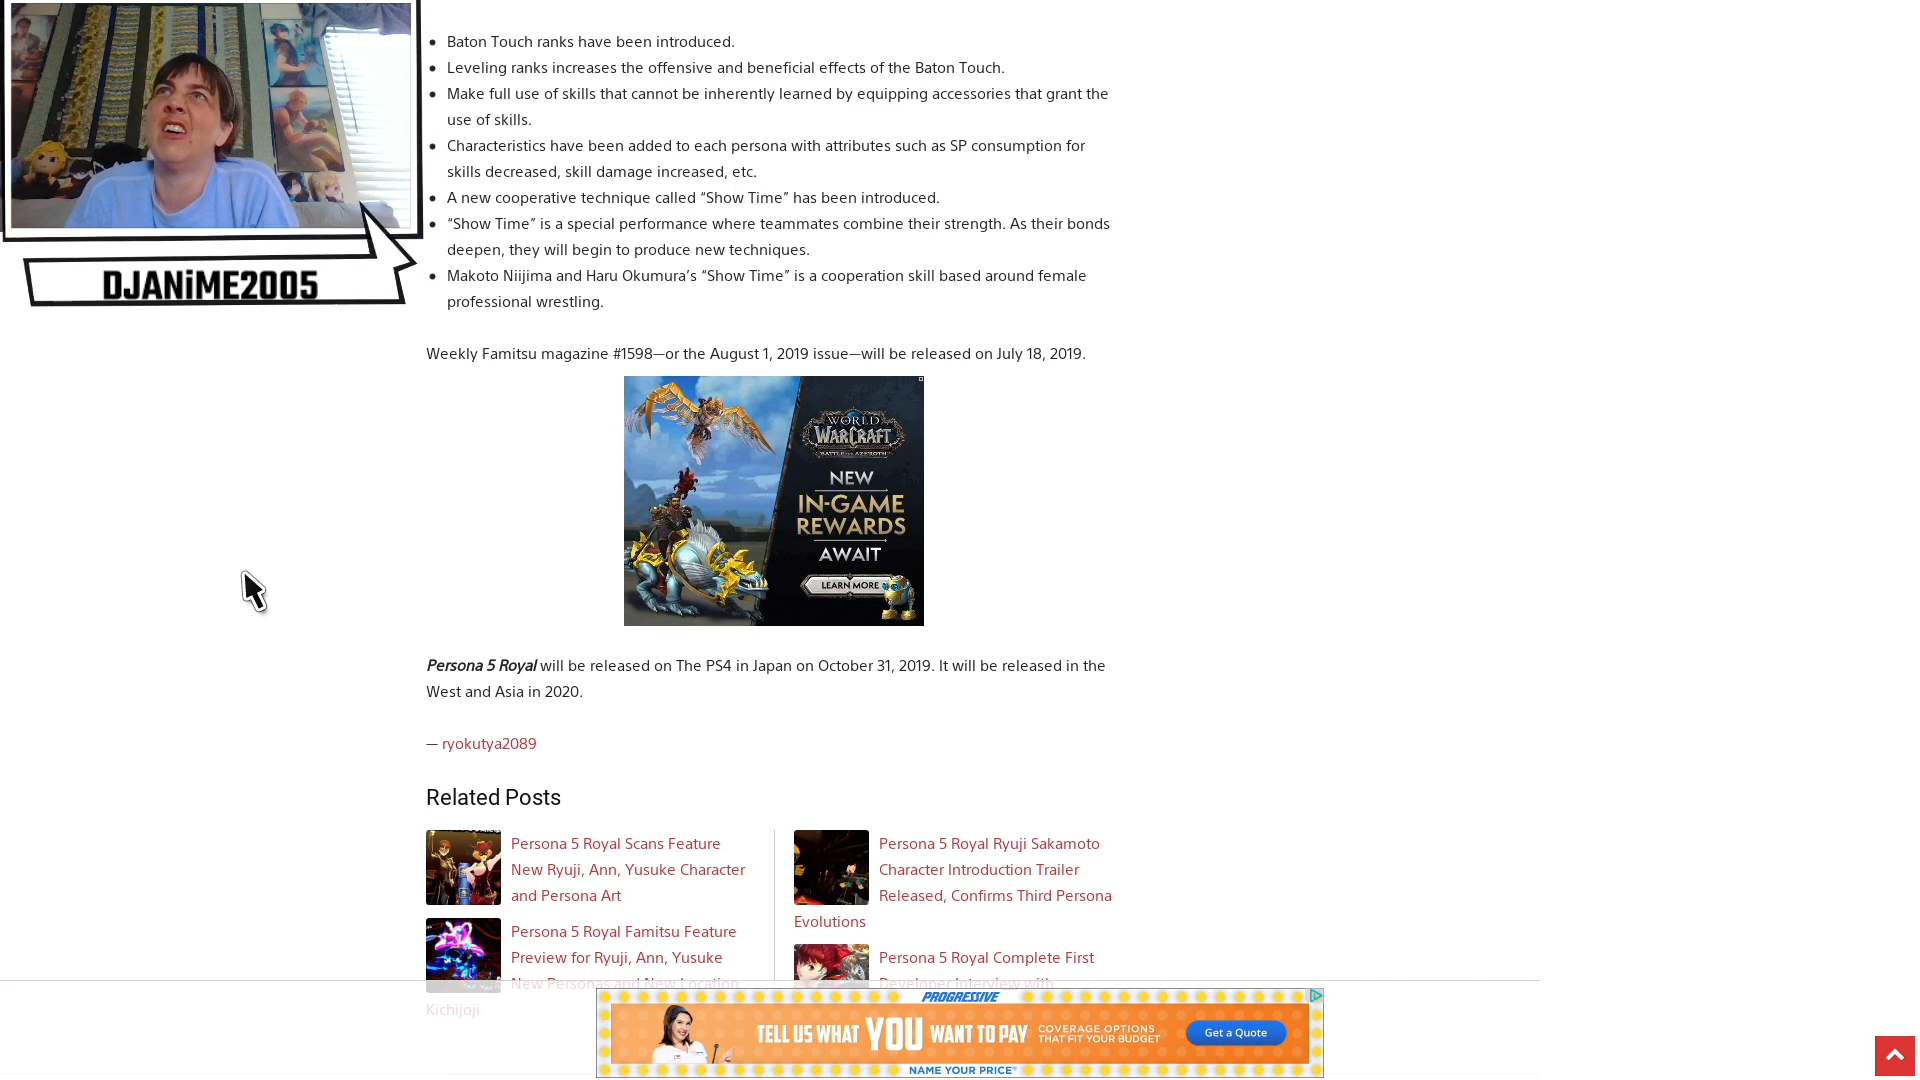 Baton Touch ranks have been introduced.
Leveling ranks increases the offensive and beneficial effects of the Baton Touch.
Make full use of skills that cannot be inherently learned by equipping accessories that grant the
use of skills.
Characteristics have been added to each persona with attributes such as SP consumption for
skills decreased, skill damage increased, etc.
A new cooperative technique called “Show Time” has been introduced.
“Show Time” is a special performance where teammates combine their strength. As their bonds
deepen, they will begin to produce new techniques.
Makoto Niijima and Haru Okumura’s “Show Time” is a cooperation skill based around female
professional wrestling.
DJANiME2005
Weekly Famitsu magazine #1598—or the August 1, 2019 issue—will be released on July 18, 2019.
WORLD
WARCRAFT
BATTLE FOR AZEROTH
NEW
IN-GAME
REWARDS
AWAIT
LEARN MORE
Persona 5 Royal will be released on The PS4 in Japan on October 31, 2019. It will be released in the
West and Asia in 2020.
— ryokutya2089
Related Posts
Persona 5 Royal Scans Feature
New Ryuji, Ann, Yusuke Character
and Persona Art
Persona 5 Royal Famitsu Feature
Preview for Ryuji, Ann, Yusuke
New Personas and New Location
Kichijoji
Persona 5 Royal Ryuji Sakamoto
Character Introduction Trailer
Released, Confirms Third Persona
Evolutions
Persona 5 Royal Complete First
Developer Interview with
PROGRESSIVE
TELL US WHAT YOU WANT TO PAY
COVERAGE OPTIONS
THAT FIT YOUR BUDGET
Get a Quote
NAME YOUR PRICE®